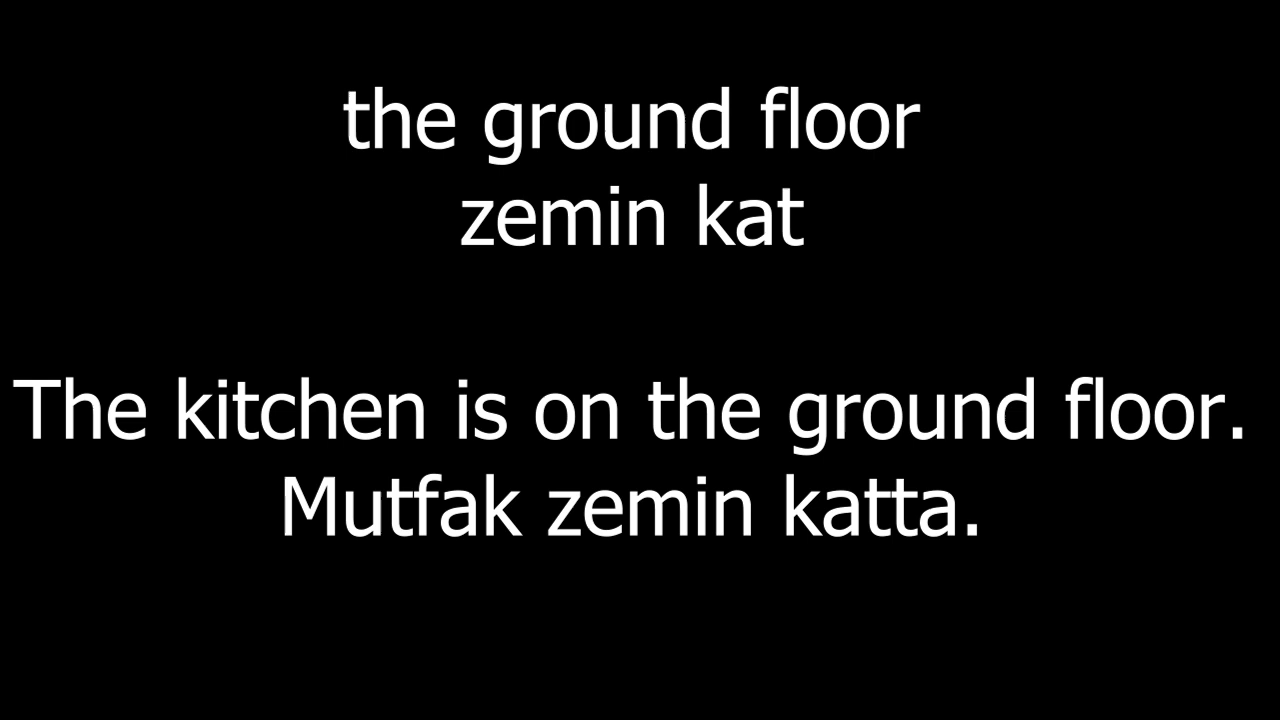 the ground floor
zemin kat
The kitchen is on the ground floor.
Mutfak zemin katta.